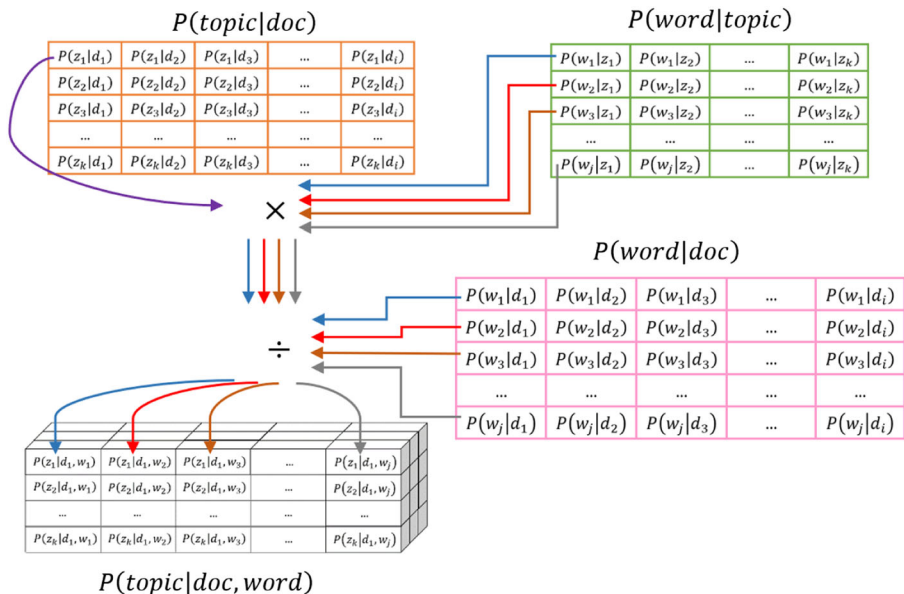 P(topic|doc)
P(z₁|d₁) P(z₁|d₂) P(z₁|d₃) ... P(z₁|dᵢ)
P(z₂|d₁) P(z₂|d₂) P(z₂|d₃) ... P(z₂|dᵢ)
P(z₃|d₁) P(z₃|d₂) P(z₃|d₃) ... P(z₃|dᵢ)
... ... ... ... ...
P(zₖ|d₁) P(zₖ|d₂) P(zₖ|d₃) ... P(zₖ|dᵢ)
P(word|topic)
P(w₁|z₁) P(w₁|z₂) ... P(w₁|zₖ)
P(w₂|z₁) P(w₂|z₂) ... P(w₂|zₖ)
P(w₃|z₁) P(w₃|z₂) ... P(w₃|zₖ)
... ... ... ...
P(wⱼ|z₁) P(wⱼ|z₂) ... P(wⱼ|zₖ)
×
P(word|doc)
P(w₁|d₁) P(w₁|d₂) P(w₁|d₃) ... P(w₁|dᵢ)
P(w₂|d₁) P(w₂|d₂) P(w₂|d₃) ... P(w₂|dᵢ)
P(w₃|d₁) P(w₃|d₂) P(w₃|d₃) ... P(w₃|dᵢ)
... ... ... ... ...
P(wⱼ|d₁) P(wⱼ|d₂) P(wⱼ|d₃) ... P(wⱼ|dᵢ)
÷
P(z₁|d₁,w₁) P(z₁|d₁,w₂) P(z₁|d₁,w₃) ... P(z₁|d₁,wⱼ)
P(z₂|d₁,w₁) P(z₂|d₁,w₂) P(z₂|d₁,w₃) ... P(z₂|d₁,wⱼ)
... ... ... ... ...
P(zₖ|d₁,w₁) P(zₖ|d₁,w₂) P(zₖ|d₁,w₃) ... P(zₖ|d₁,wⱼ)
P(topic|doc,word)